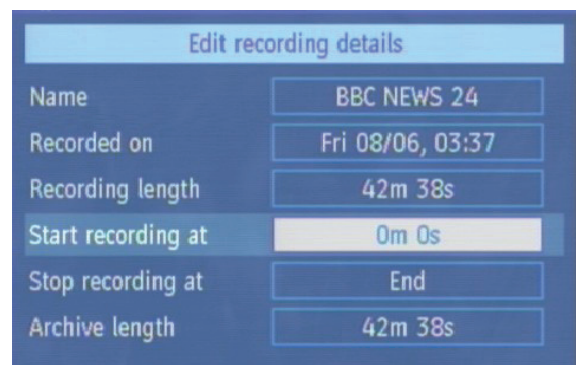 Edit recording details
Name BBC NEWS 24
Recorded on Fri 08/06, 03:37
Recording length 42m 38s
Start recording at 0m 0s
Stop recording at End
Archive length 42m 38s